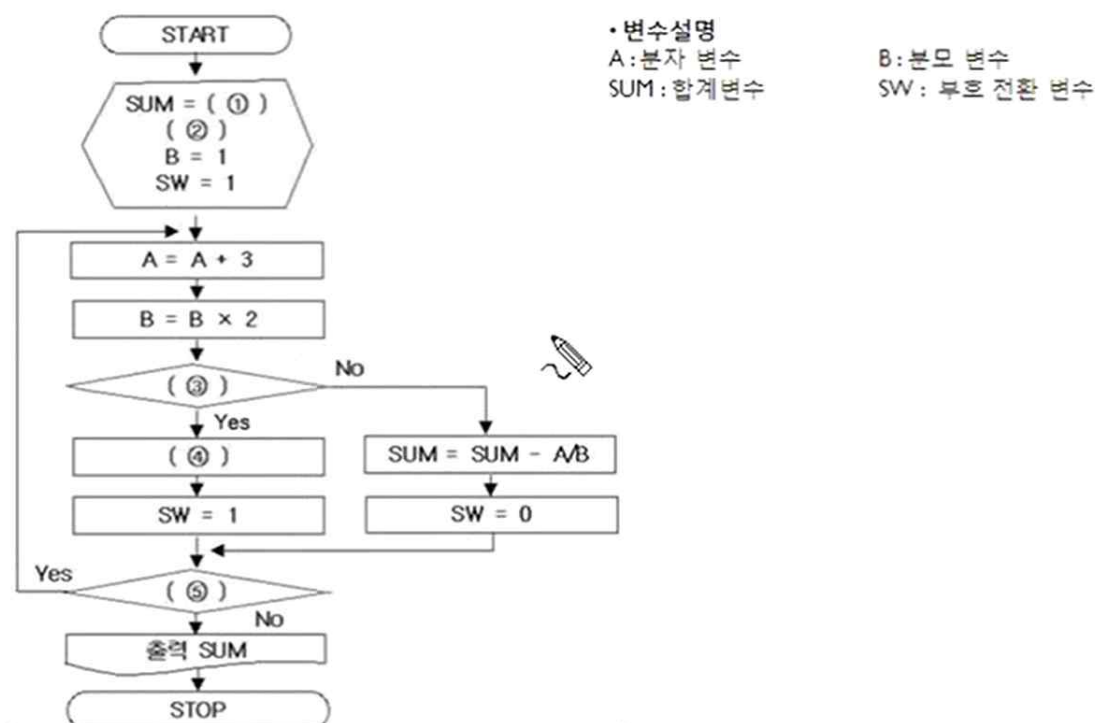 START
SUM = ( ① )
( ② )
B = 1
SW = 1
A = A + 3
B = B × 2
( ③ )
No
Yes
( ④ )
SUM = SUM - A/B
SW = 1
SW = 0
Yes
( ⑤ )
No
출력 SUM
STOP
• 변수설명
A : 분자 변수
B : 분모 변수
SUM : 합계변수
SW : 부호 전환 변수